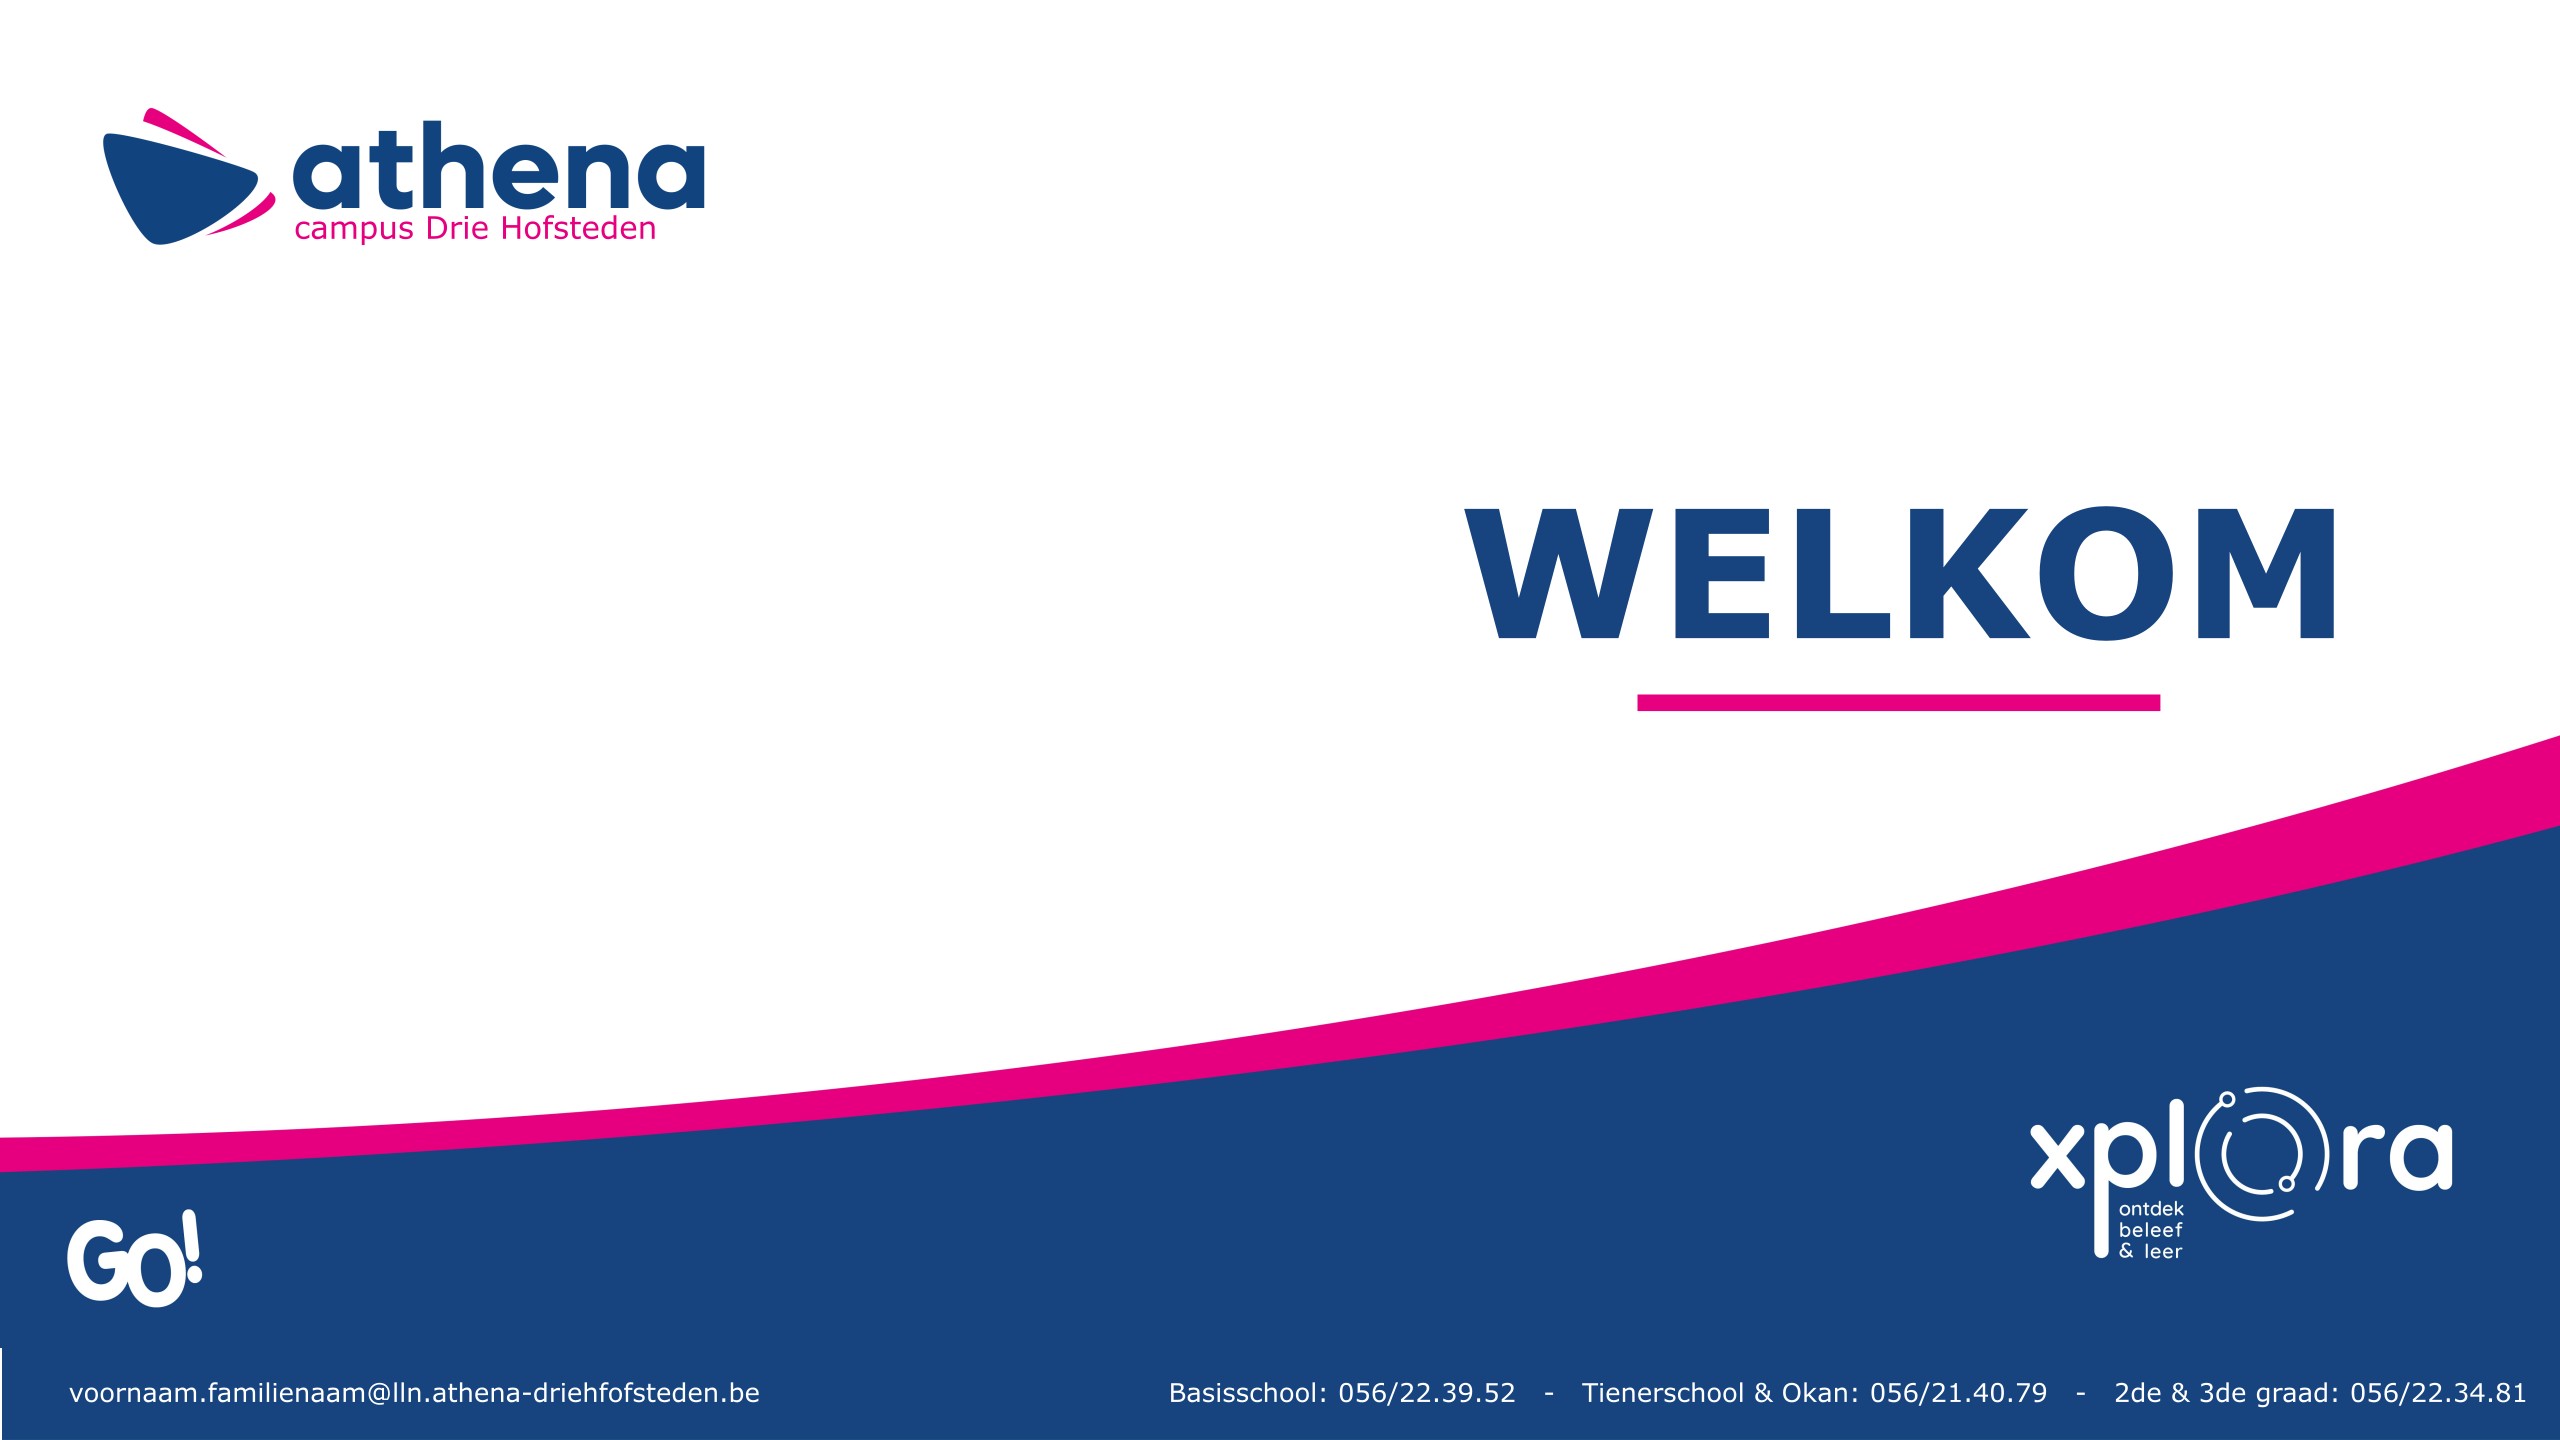 athena
campus Drie Hofsteden
WELKOM
xplora
ontdek
beleef
& leer
GO!
voornaam.familienaam@lln.athena-driehfofsteden.be
Basisschool: 056/22.39.52 - Tienerschool & Okan: 056/21.40.79 - 2de & 3de graad: 056/22.34.81